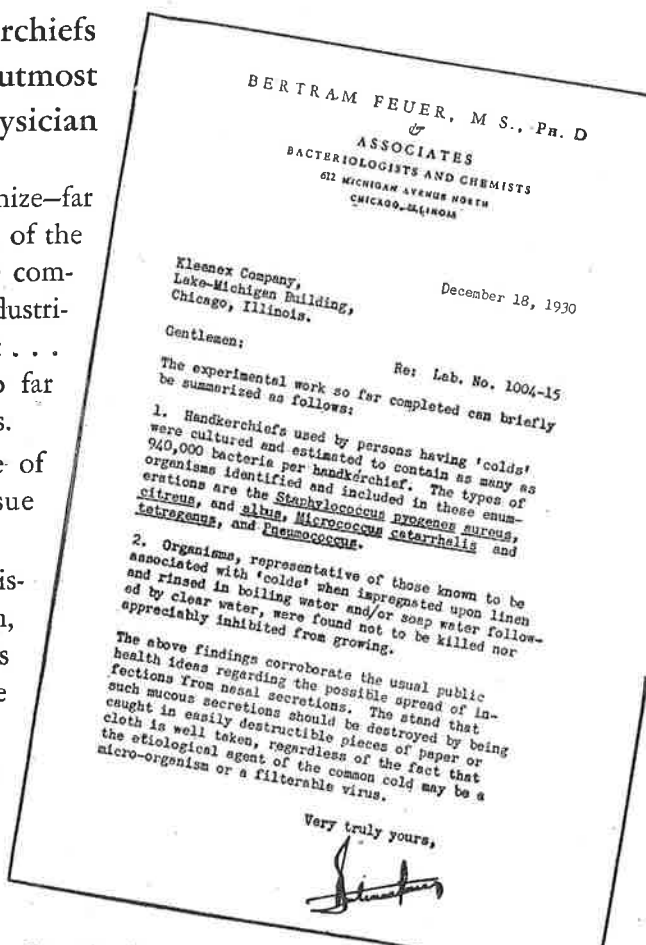 rchiefs
utmost
ysician
nize—far
of the
com-
dustri-
. . .
far
s.
of
sue
is-
n,
s
e
BERTRAM FEUER, M S., PH. D
&
ASSOCIATES
BACTERIOLOGISTS AND CHEMISTS
612 MICHIGAN AVENUE NORTH
CHICAGO, ILLINOIS
Kleenex Company,
Lake-Michigan Building,
Chicago, Illinois.
December 18, 1930
Gentlemen:
Re: Lab. No. 1004-15
The experimental work so far completed can briefly
be summarized as follows:
1. Handkerchiefs used by persons having 'colds'
were cultured and estimated to contain as many as
940,000 bacteria per handkerchief. The types of
organisms identified and included in these enum-
erations are the Staphylococcus pyogenes aureus,
citreus, and albus, Micrococcus catarrhalis and
tetragenus, and Pneumococcus.
2. Organisms, representative of those known to be
associated with 'colds' when impregnated upon linen
and rinsed in boiling water and/or soap water follow-
ed by clear water, were found not to be killed nor
appreciably inhibited from growing.
The above findings corroborate the usual public
health ideas regarding the possible spread of in-
fections from nasal secretions. The stand that
such mucous secretions should be destroyed by being
caught in easily destructible pieces of paper or
cloth is well taken, regardless of the fact that
the etiological agent of the common cold may be a
micro-organism or a filterable virus.
Very truly yours,